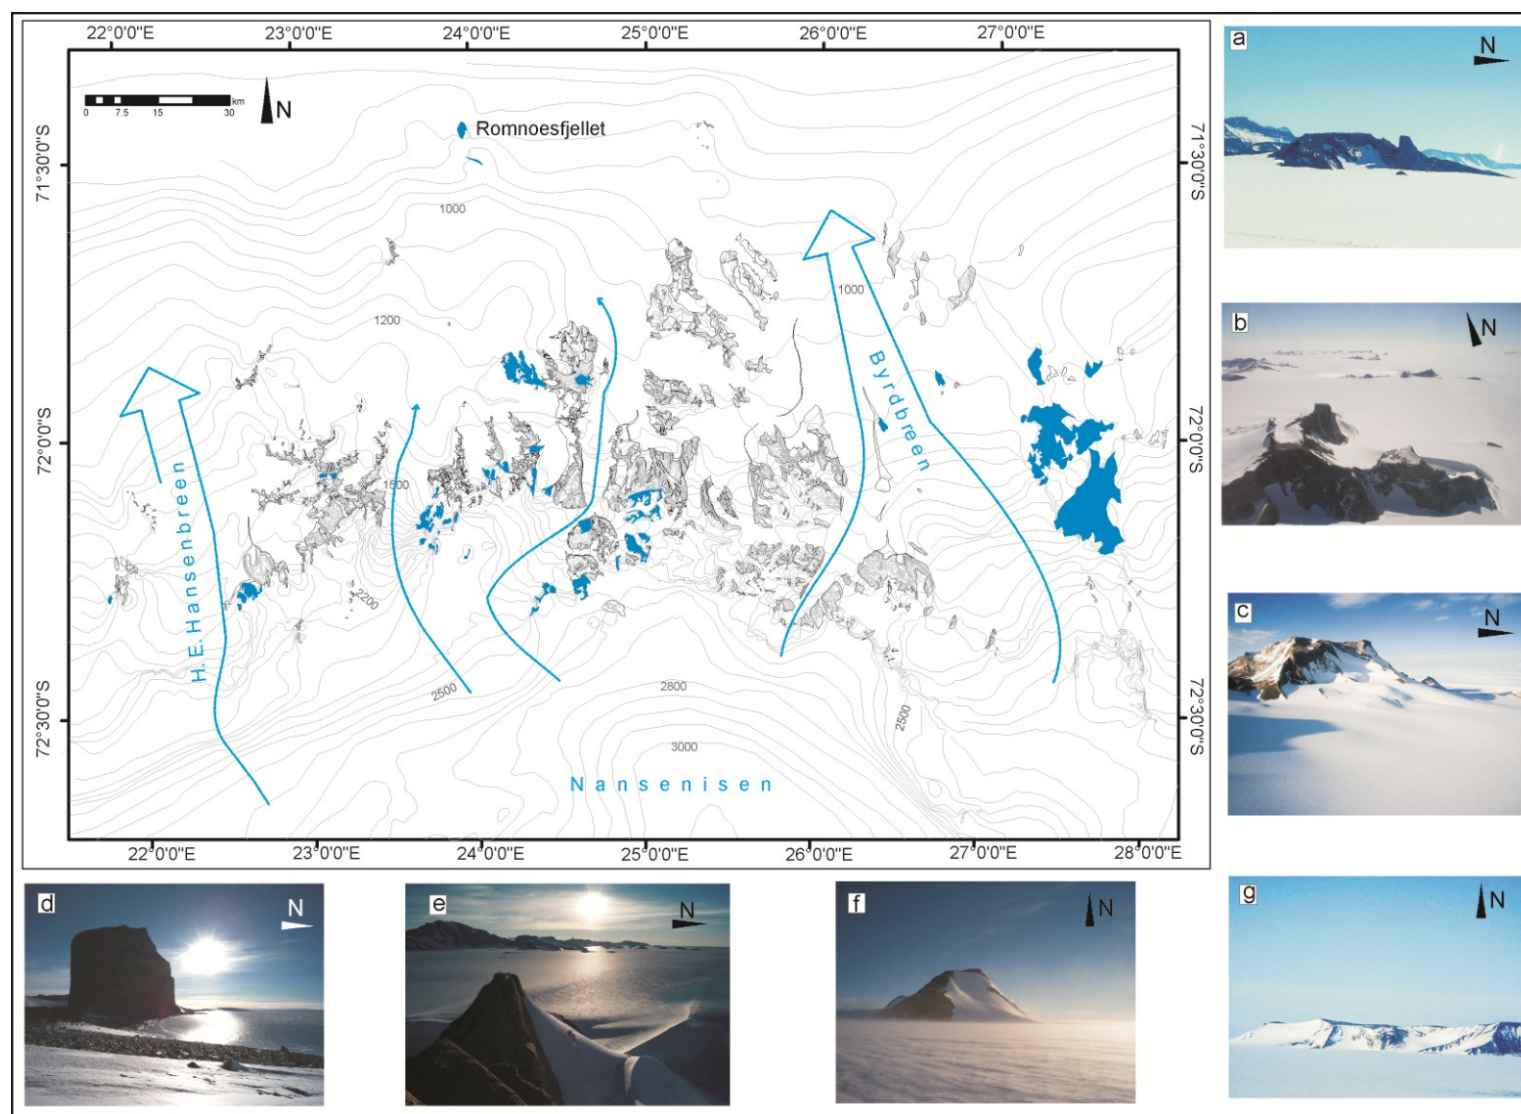 22°0'0"E 23°0'0"E 24°0'0"E 25°0'0"E 26°0'0"E 27°0'0"E
0 7.5 15 30 km
N
Romnoesfjellet
71°30'0"S
71°30'0"S
1000
1000
1200
Byrdbreen
72°0'0"S
72°0'0"S
H.E.Hansenbreen
2200
2500
2800
2500
72°30'0"S
72°30'0"S
3000
Nansenisen
22°0'0"E 23°0'0"E 24°0'0"E 25°0'0"E 26°0'0"E 27°0'0"E 28°0'0"E
a N
b N
c N
d N
e N
f N
g N